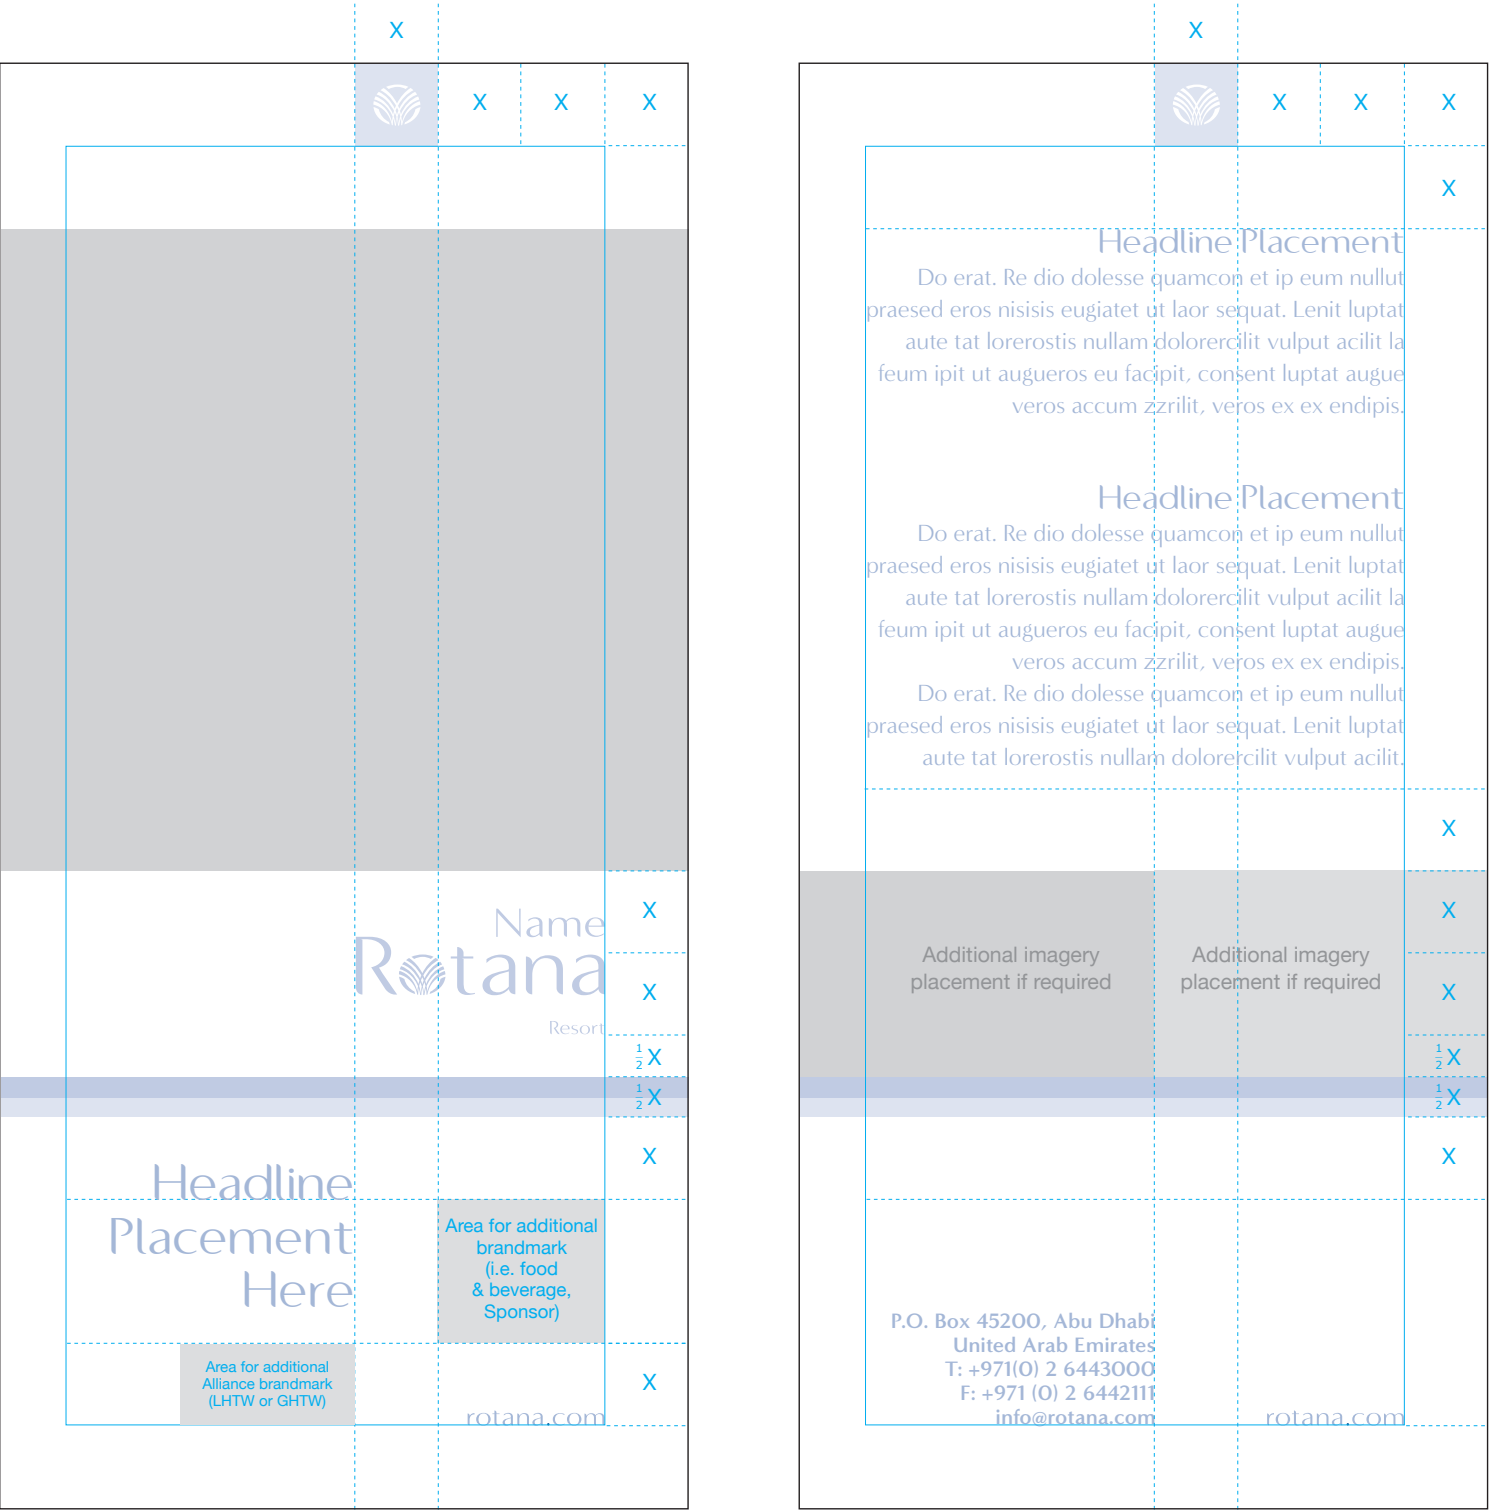 X
X
X
X
Name
Rotana
Resort
X
X
½X
½X
X
Headline
Placement
Here
Area for additional
brandmark
(i.e. food
& beverage,
Sponsor)
Area for additional
Alliance brandmark
(LHTW or GHTW)
X
rotana.com
X
X
X
X
X
Headline Placement
Do erat. Re dio dolesse quamcon et ip eum nullut
praesed eros nisisis eugiatet ut laor sequat. Lenit luptat
aute tat lorerostis nullam dolorercilit vulput acilit la
feum ipit ut augueros eu facipit, consent luptat augue
veros accum zzrilit, veros ex ex endipis.
Headline Placement
Do erat. Re dio dolesse quamcon et ip eum nullut
praesed eros nisisis eugiatet ut laor sequat. Lenit luptat
aute tat lorerostis nullam dolorercilit vulput acilit la
feum ipit ut augueros eu facipit, consent luptat augue
veros accum zzrilit, veros ex ex endipis.
Do erat. Re dio dolesse quamcon et ip eum nullut
praesed eros nisisis eugiatet ut laor sequat. Lenit luptat
aute tat lorerostis nullam dolorercilit vulput acilit.
X
Additional imagery
placement if required
Additional imagery
placement if required
X
X
½X
½X
X
P.O. Box 45200, Abu Dhabi
United Arab Emirates
T: +971(0) 2 6443000
F: +971 (0) 2 6442111
info@rotana.com
rotana.com